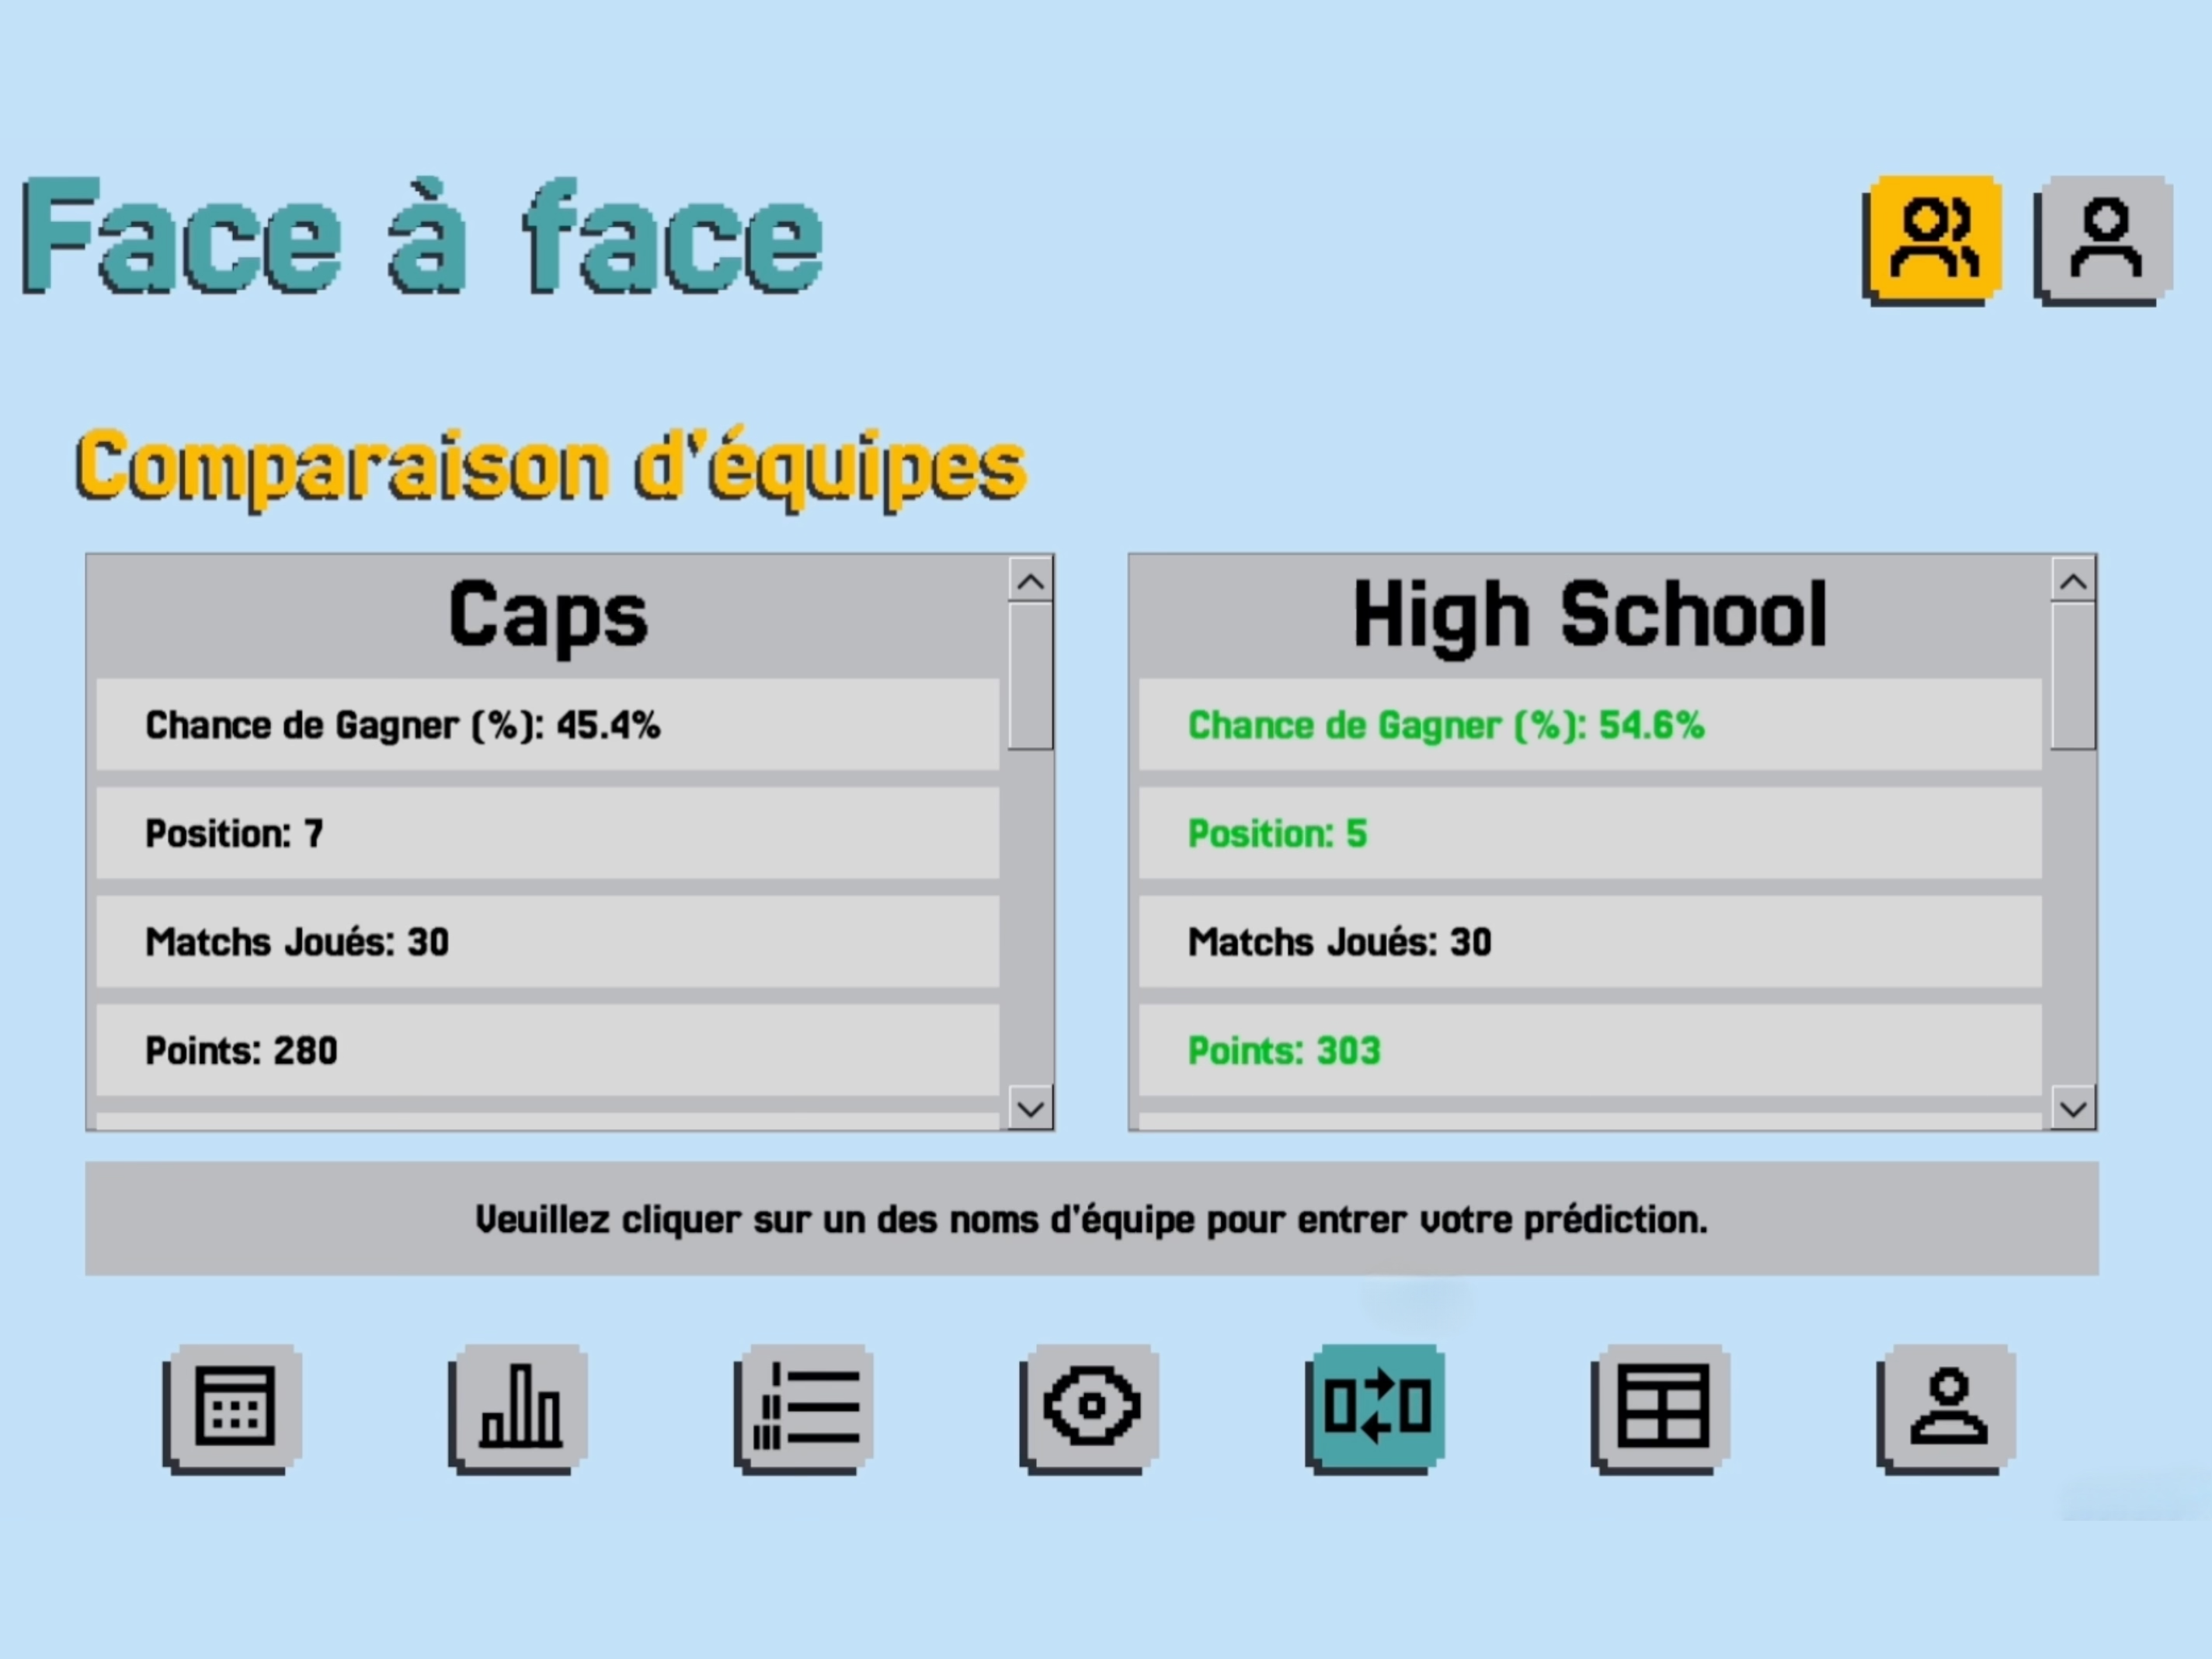 Face à face
Comparaison d'équipes
Caps
Chance de Gagner (%): 45.4%
Position: 7
Matchs Joués: 30
Points: 280
High School
Chance de Gagner (%): 54.6%
Position: 5
Matchs Joués: 30
Points: 303
Veuillez cliquer sur un des noms d'équipe pour entrer votre prédiction.